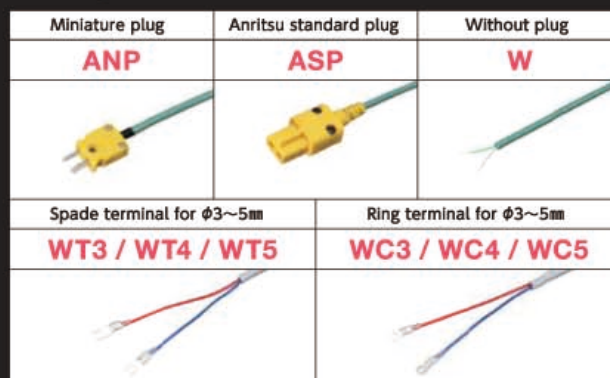 Miniature plug
Anritsu standard plug
Without plug
ANP
ASP
W
Spade terminal for ϕ3～5㎜
Ring terminal for ϕ3～5㎜
WT3 / WT4 / WT5
WC3 / WC4 / WC5